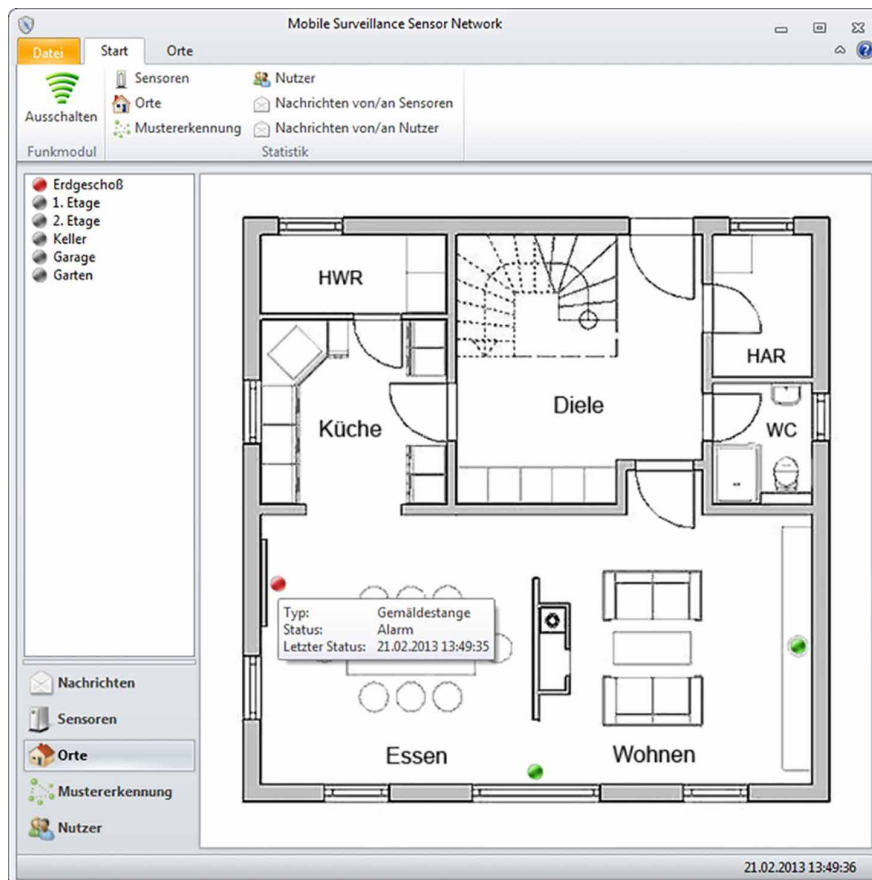 Mobile Surveillance Sensor Network
Datei Start Orte
Ausschalten
Funkmodul
Sensoren
Orte
Mustererkennung
Nutzer
Nachrichten von/an Sensoren
Nachrichten von/an Nutzer
Statistik
Erdgeschoß
1. Etage
2. Etage
Keller
Garage
Garten
HWR
HAR
Diele
Küche
WC
Typ: Gemäldestange
Status: Alarm
Letzter Status: 21.02.2013 13:49:35
Essen
Wohnen
Nachrichten
Sensoren
Orte
Mustererkennung
Nutzer
21.02.2013 13:49:36